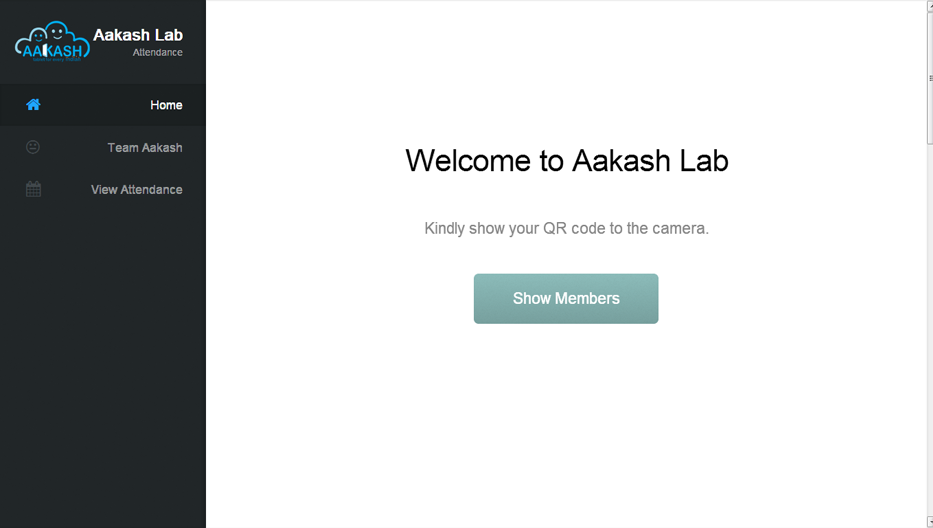 AAKASH
Aakash Lab
Attendance
Home
Team Aakash
View Attendance
Welcome to Aakash Lab
Kindly show your QR code to the camera.
Show Members